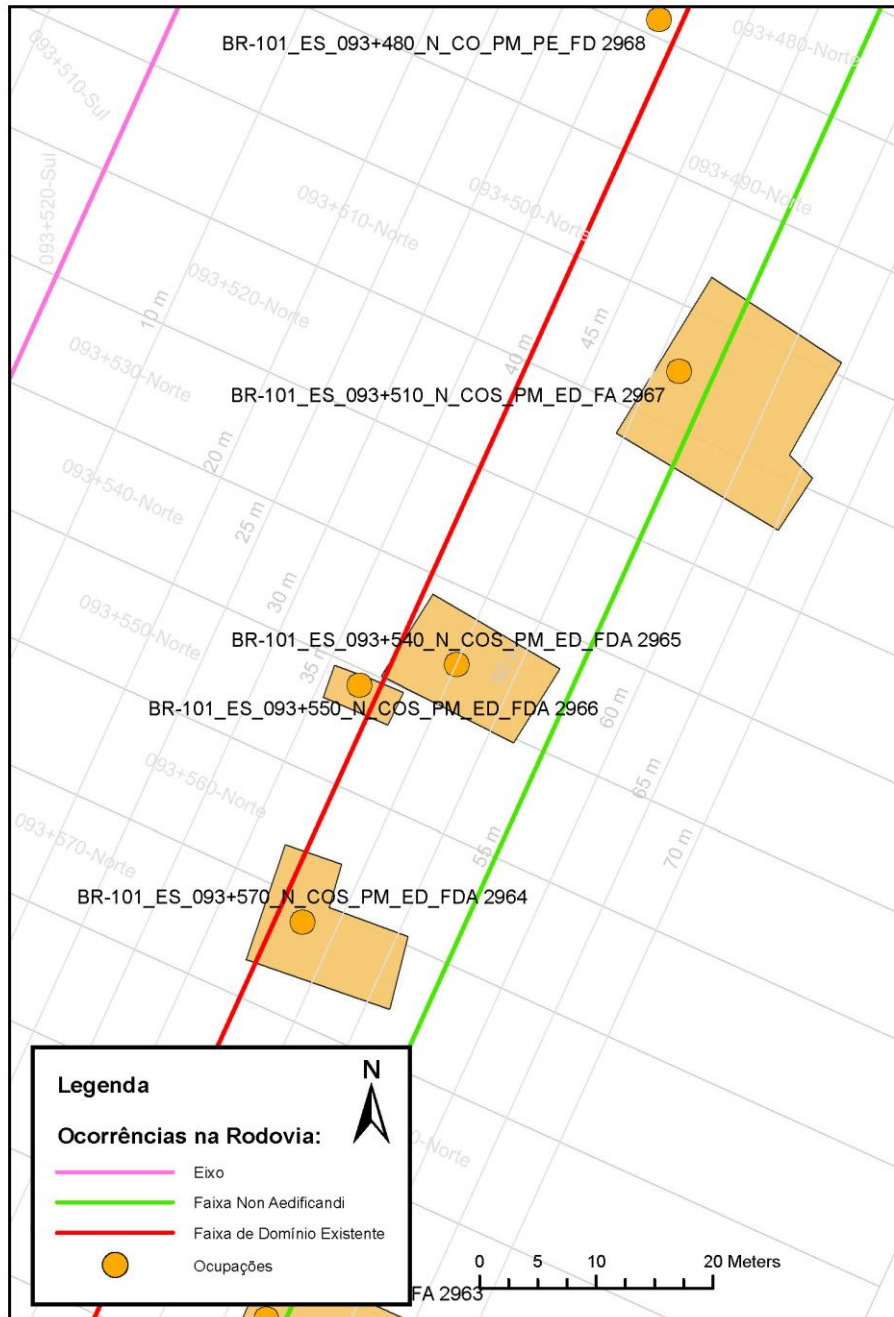 BR-101_ES_093+480_N_CO_PM_PE_FD 2968
093+480-Norte
093+510-Sul
093+520-Sul
093+490-Norte
093+500-Norte
093+510-Norte
093+520-Norte
10 m
45 m
40 m
093+530-Norte
BR-101_ES_093+510_N_COS_PM_ED_FA 2967
20 m
093+540-Norte
25 m
30 m
093+550-Norte
BR-101_ES_093+540_N_COS_PM_ED_FDA 2965
35 m
60 m
BR-101_ES_093+550_N_COS_PM_ED_FDA 2966
093+560-Norte
65 m
093+570-Norte
55 m
70 m
BR-101_ES_093+570_N_COS_PM_ED_FDA 2964
Legenda
N
Ocorrências na Rodovia:
0-Norte
Eixo
Faixa Non Aedificandi
Faixa de Domínio Existente
Ocupações
0 5 10 20 Meters
FA 2963